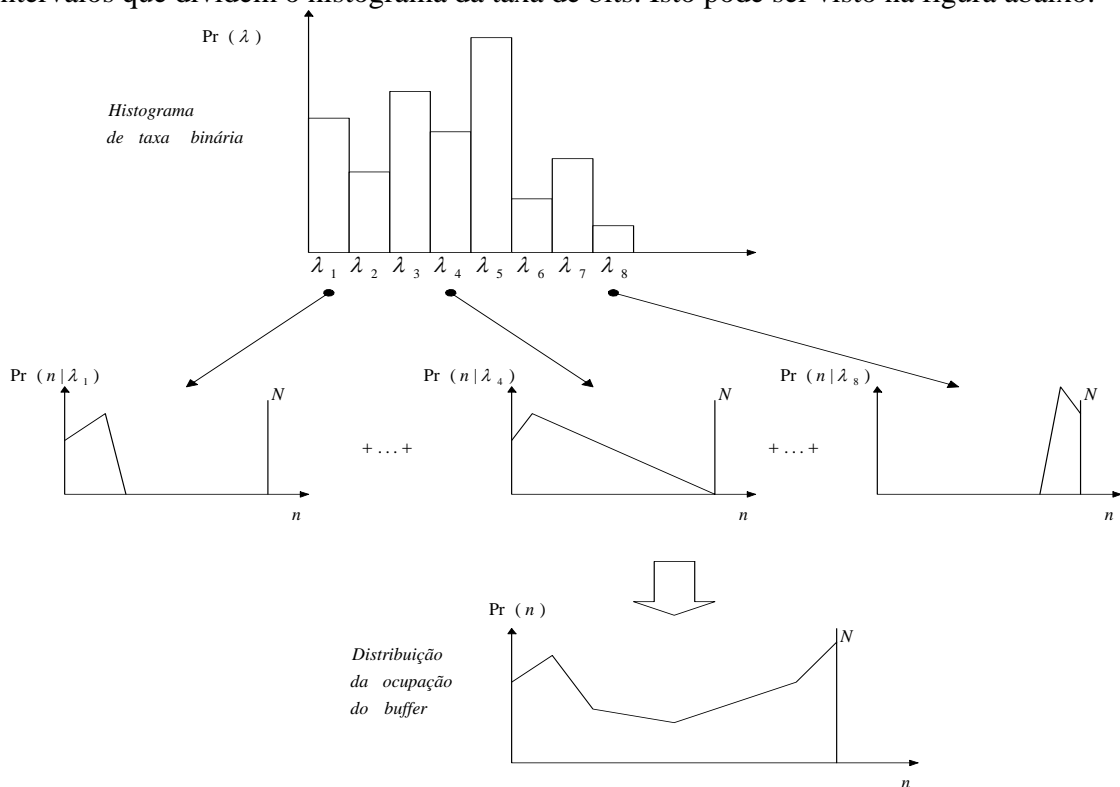 intervalos que dividem o histograma da taxa de bits. Isto pode ser visto na figura abaixo:
Pr ( λ )
Histograma
de taxa binária
λ 1 λ 2 λ 3 λ 4 λ 5 λ 6 λ 7 λ 8
Pr ( n | λ 1 )
N
n
+ . . . +
Pr ( n | λ 4 )
N
n
+ . . . +
Pr ( n | λ 8 )
N
n
Pr ( n )
N
Distribuição
da ocupação
do buffer
n